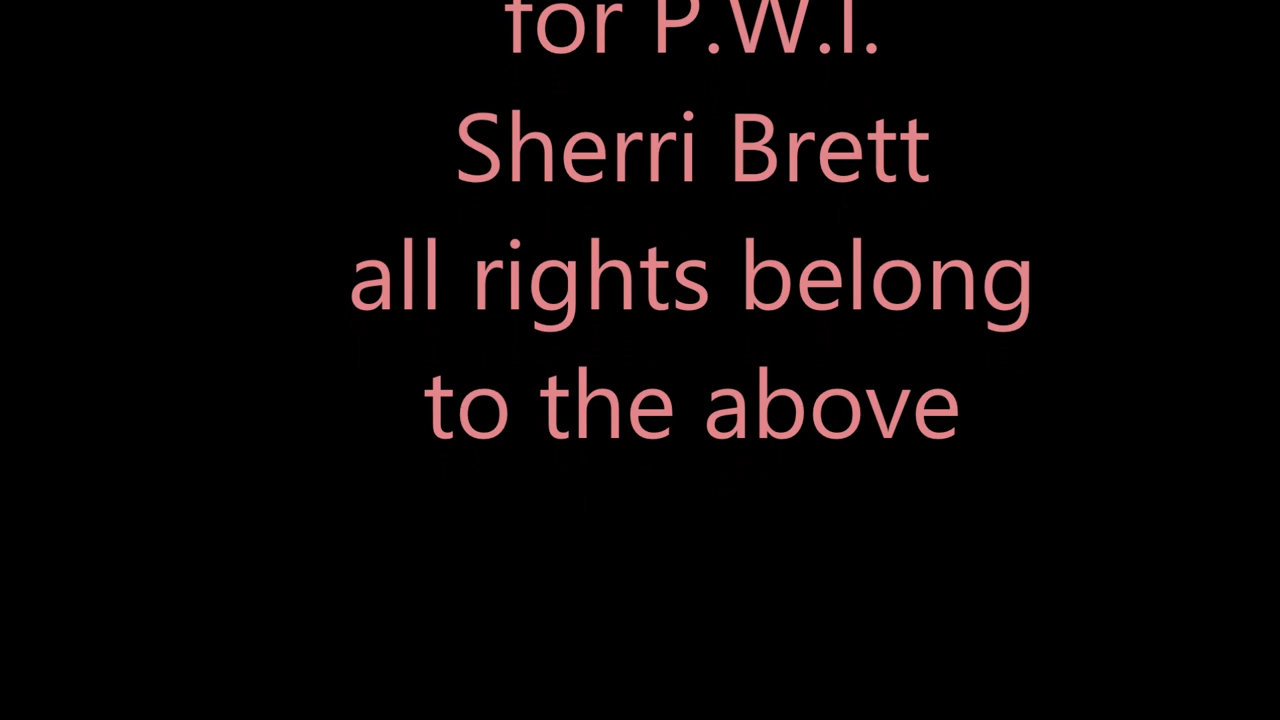 for P.W.I.
Sherri Brett
all rights belong
to the above